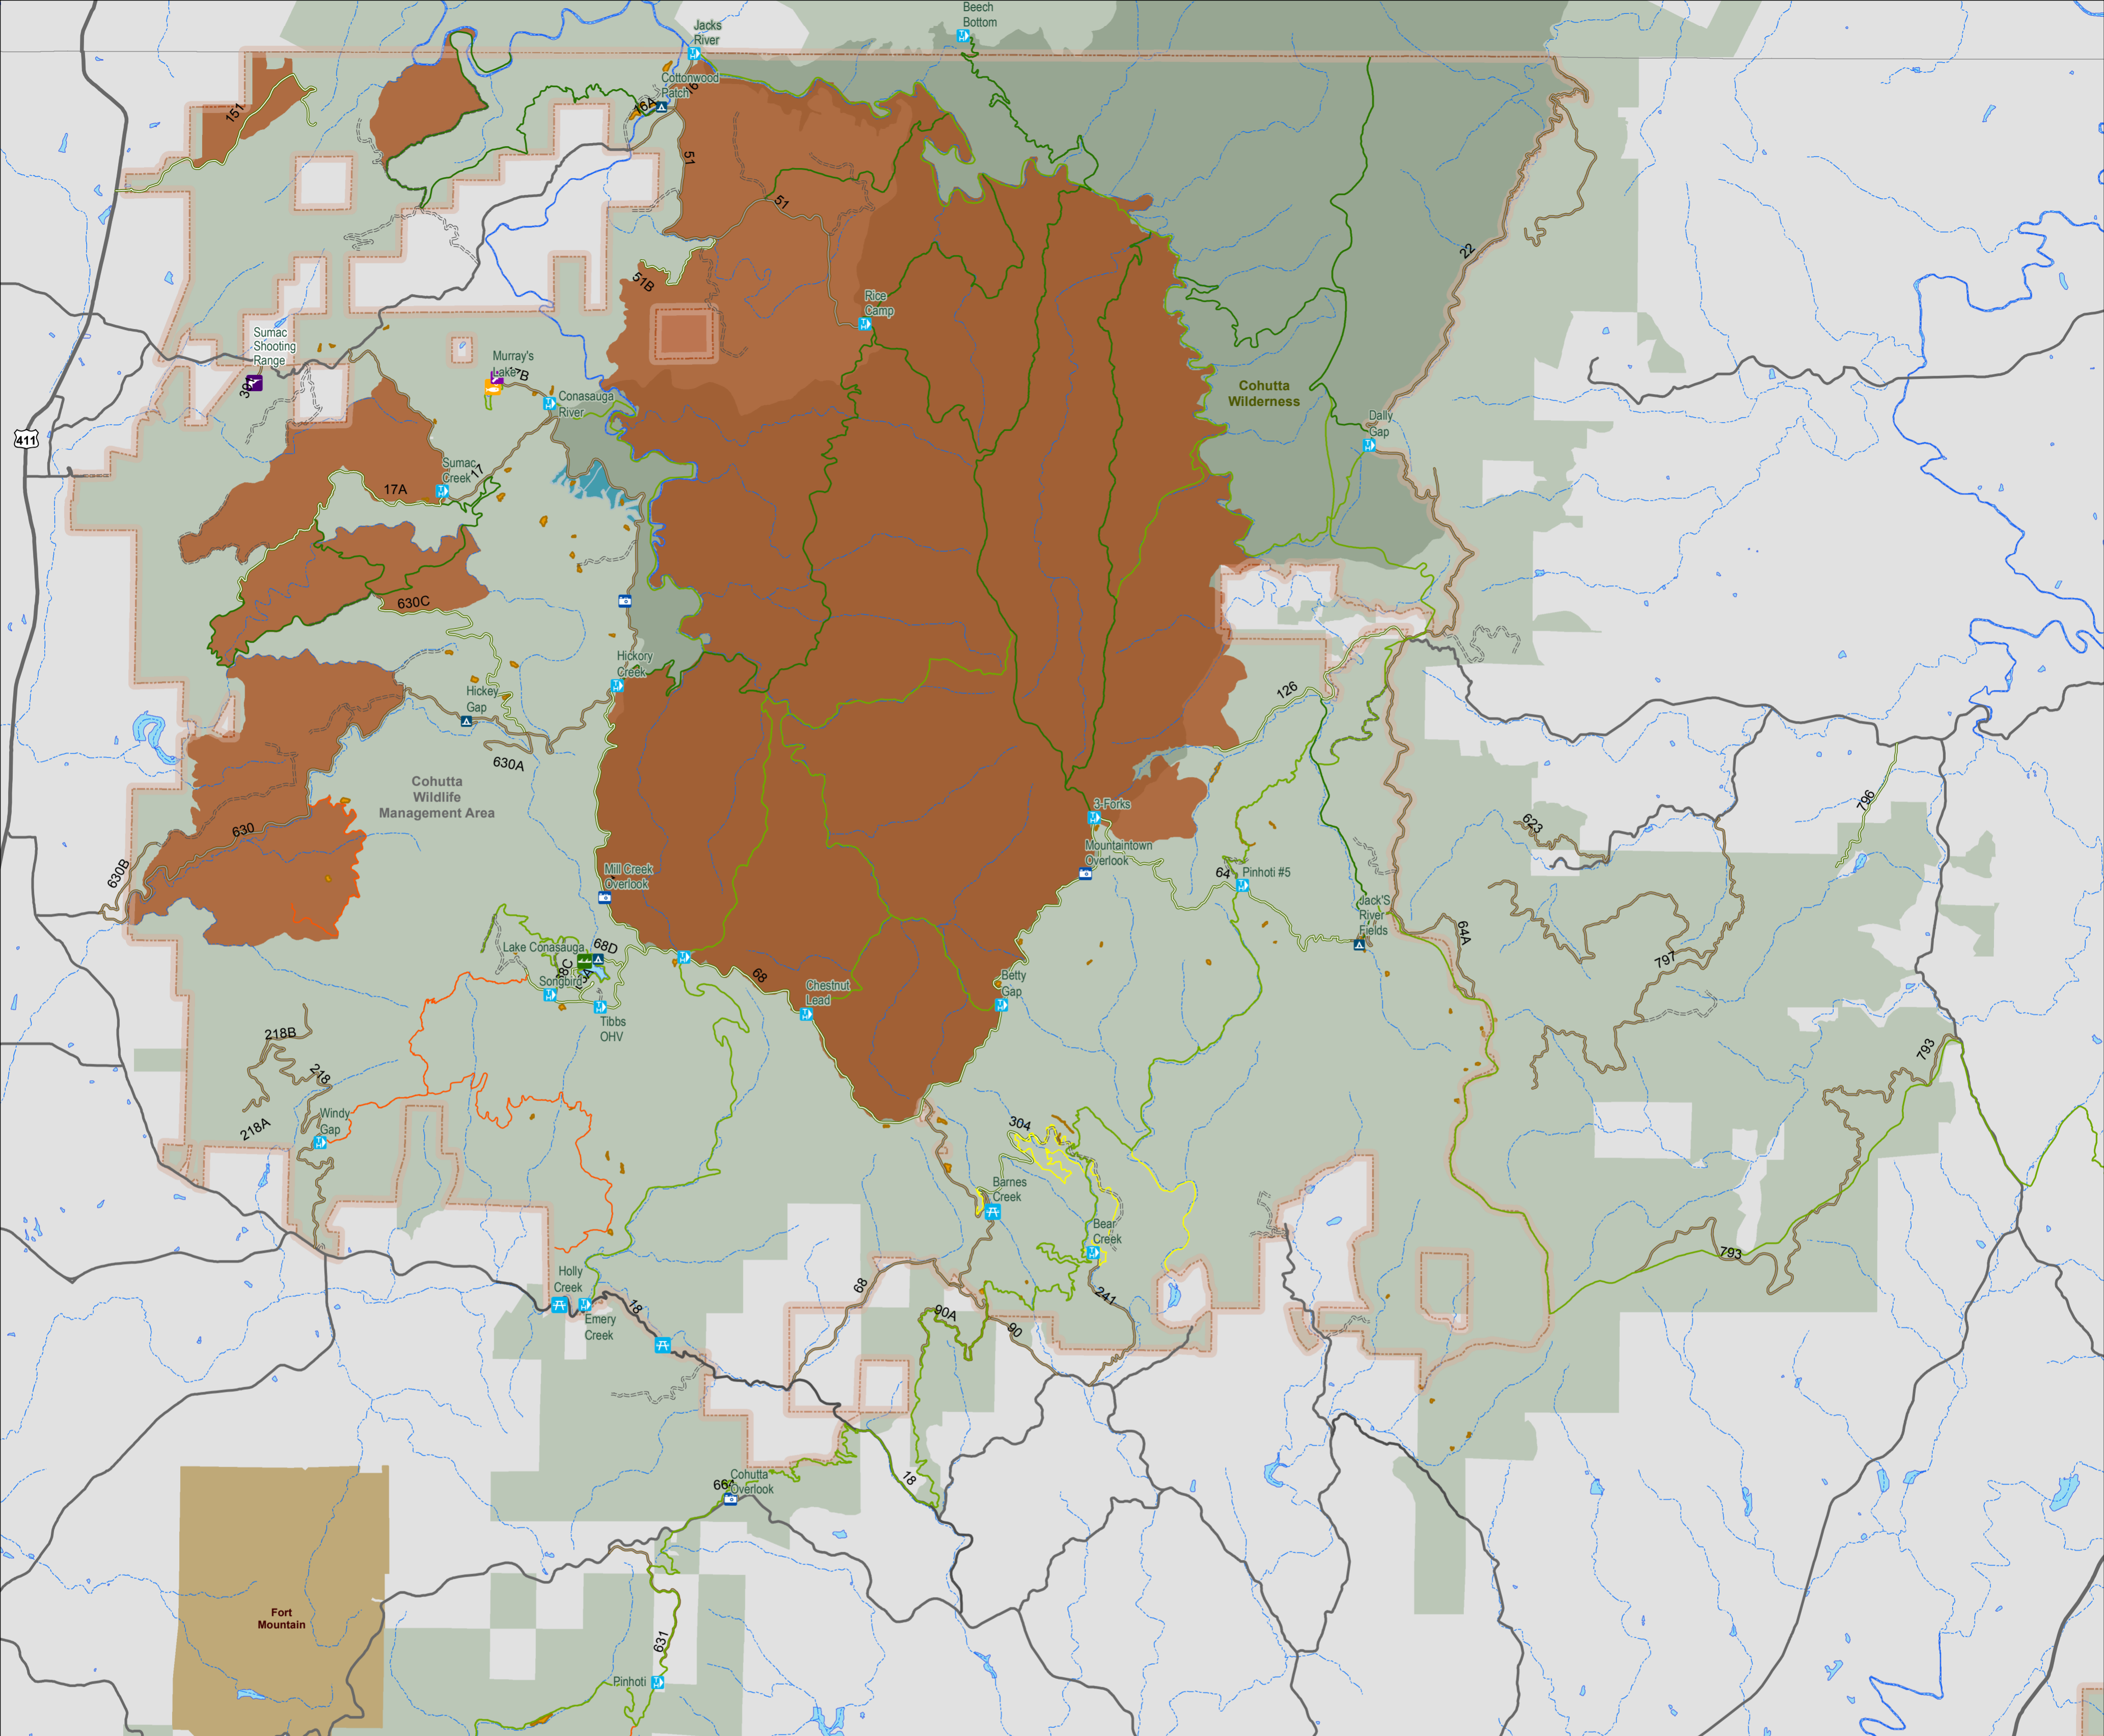 Beech
Bottom
Jacks
River
Cottonwood
Patch
16
16A
151
51
51
51B
22
Rice
Camp
Sumac
Shooting
Range
Murray's
Lake
17B
Conasauga
River
Cohutta
Wilderness
Dally
Gap
411
Sumac
Creek
17
17A
630C
Hickory
Creek
Hickey
Gap
126
630A
Cohutta
Wildlife
Management Area
3-Forks
796
623
630
Mountaintown
Overlook
630B
Mill Creek
Overlook
64
Pinhoti #5
Jack'S
River
Fields
64A
Lake Conasauga
68D
68C
797
Songbird
68
Chestnut
Lead
Betty
Gap
Tibbs
OHV
218B
793
218
Windy
Gap
218A
304
Barnes
Creek
Bear
Creek
793
Holly
Creek
68
241
18
Emery
Creek
90A
90
Cohutta
Overlook
18
Fort
Mountain
631
Pinhoti